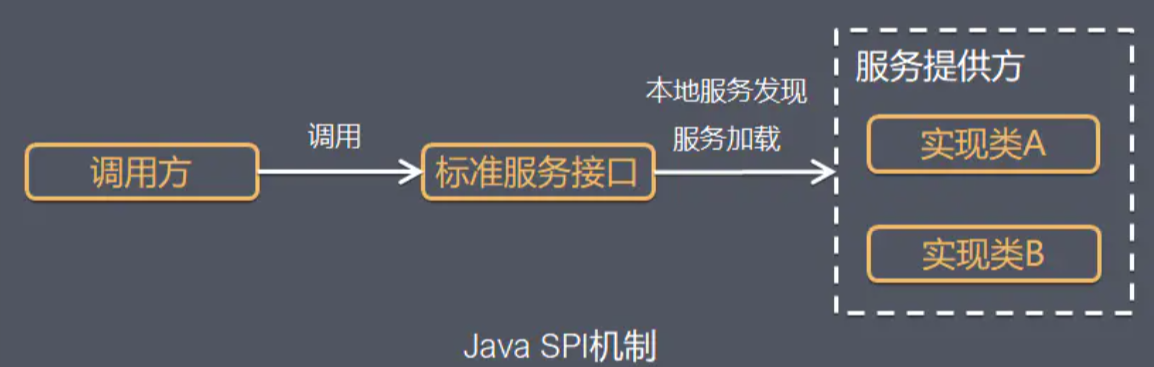 服务提供方
本地服务发现
调用
服务加载
实现类A
调用方
标准服务接口
实现类B
Java SPI机制